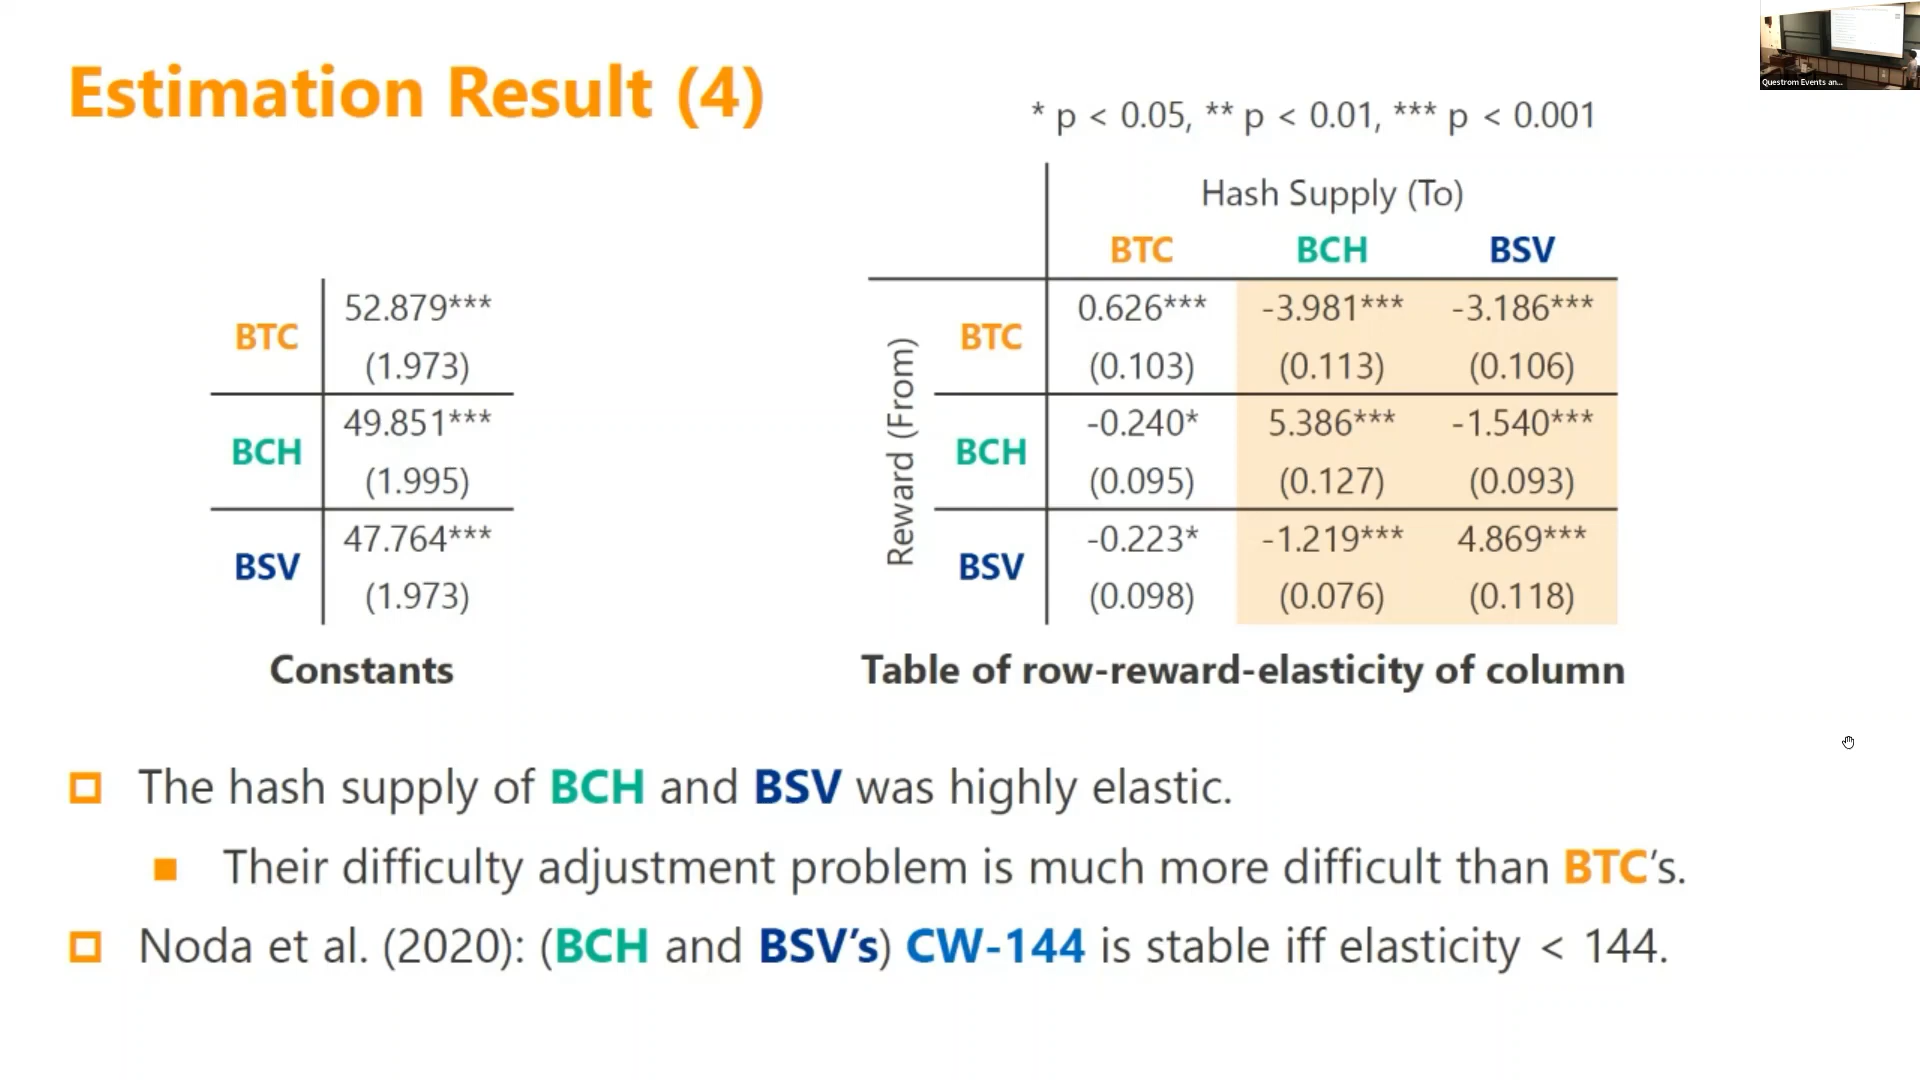 Estimation Result (4)
Questrom Events an...
* p < 0.05, ** p < 0.01, *** p < 0.001
BTC 52.879***
(1.973)
BCH 49.851***
(1.995)
BSV 47.764***
(1.973)
Constants
Hash Supply (To)
BTC BCH BSV
Reward (From)
BTC 0.626*** -3.981*** -3.186***
(0.103) (0.113) (0.106)
BCH -0.240* 5.386*** -1.540***
(0.095) (0.127) (0.093)
BSV -0.223* -1.219*** 4.869***
(0.098) (0.076) (0.118)
Table of row-reward-elasticity of column
The hash supply of BCH and BSV was highly elastic.
Their difficulty adjustment problem is much more difficult than BTC’s.
Noda et al. (2020): (BCH and BSV’s) CW-144 is stable iff elasticity < 144.